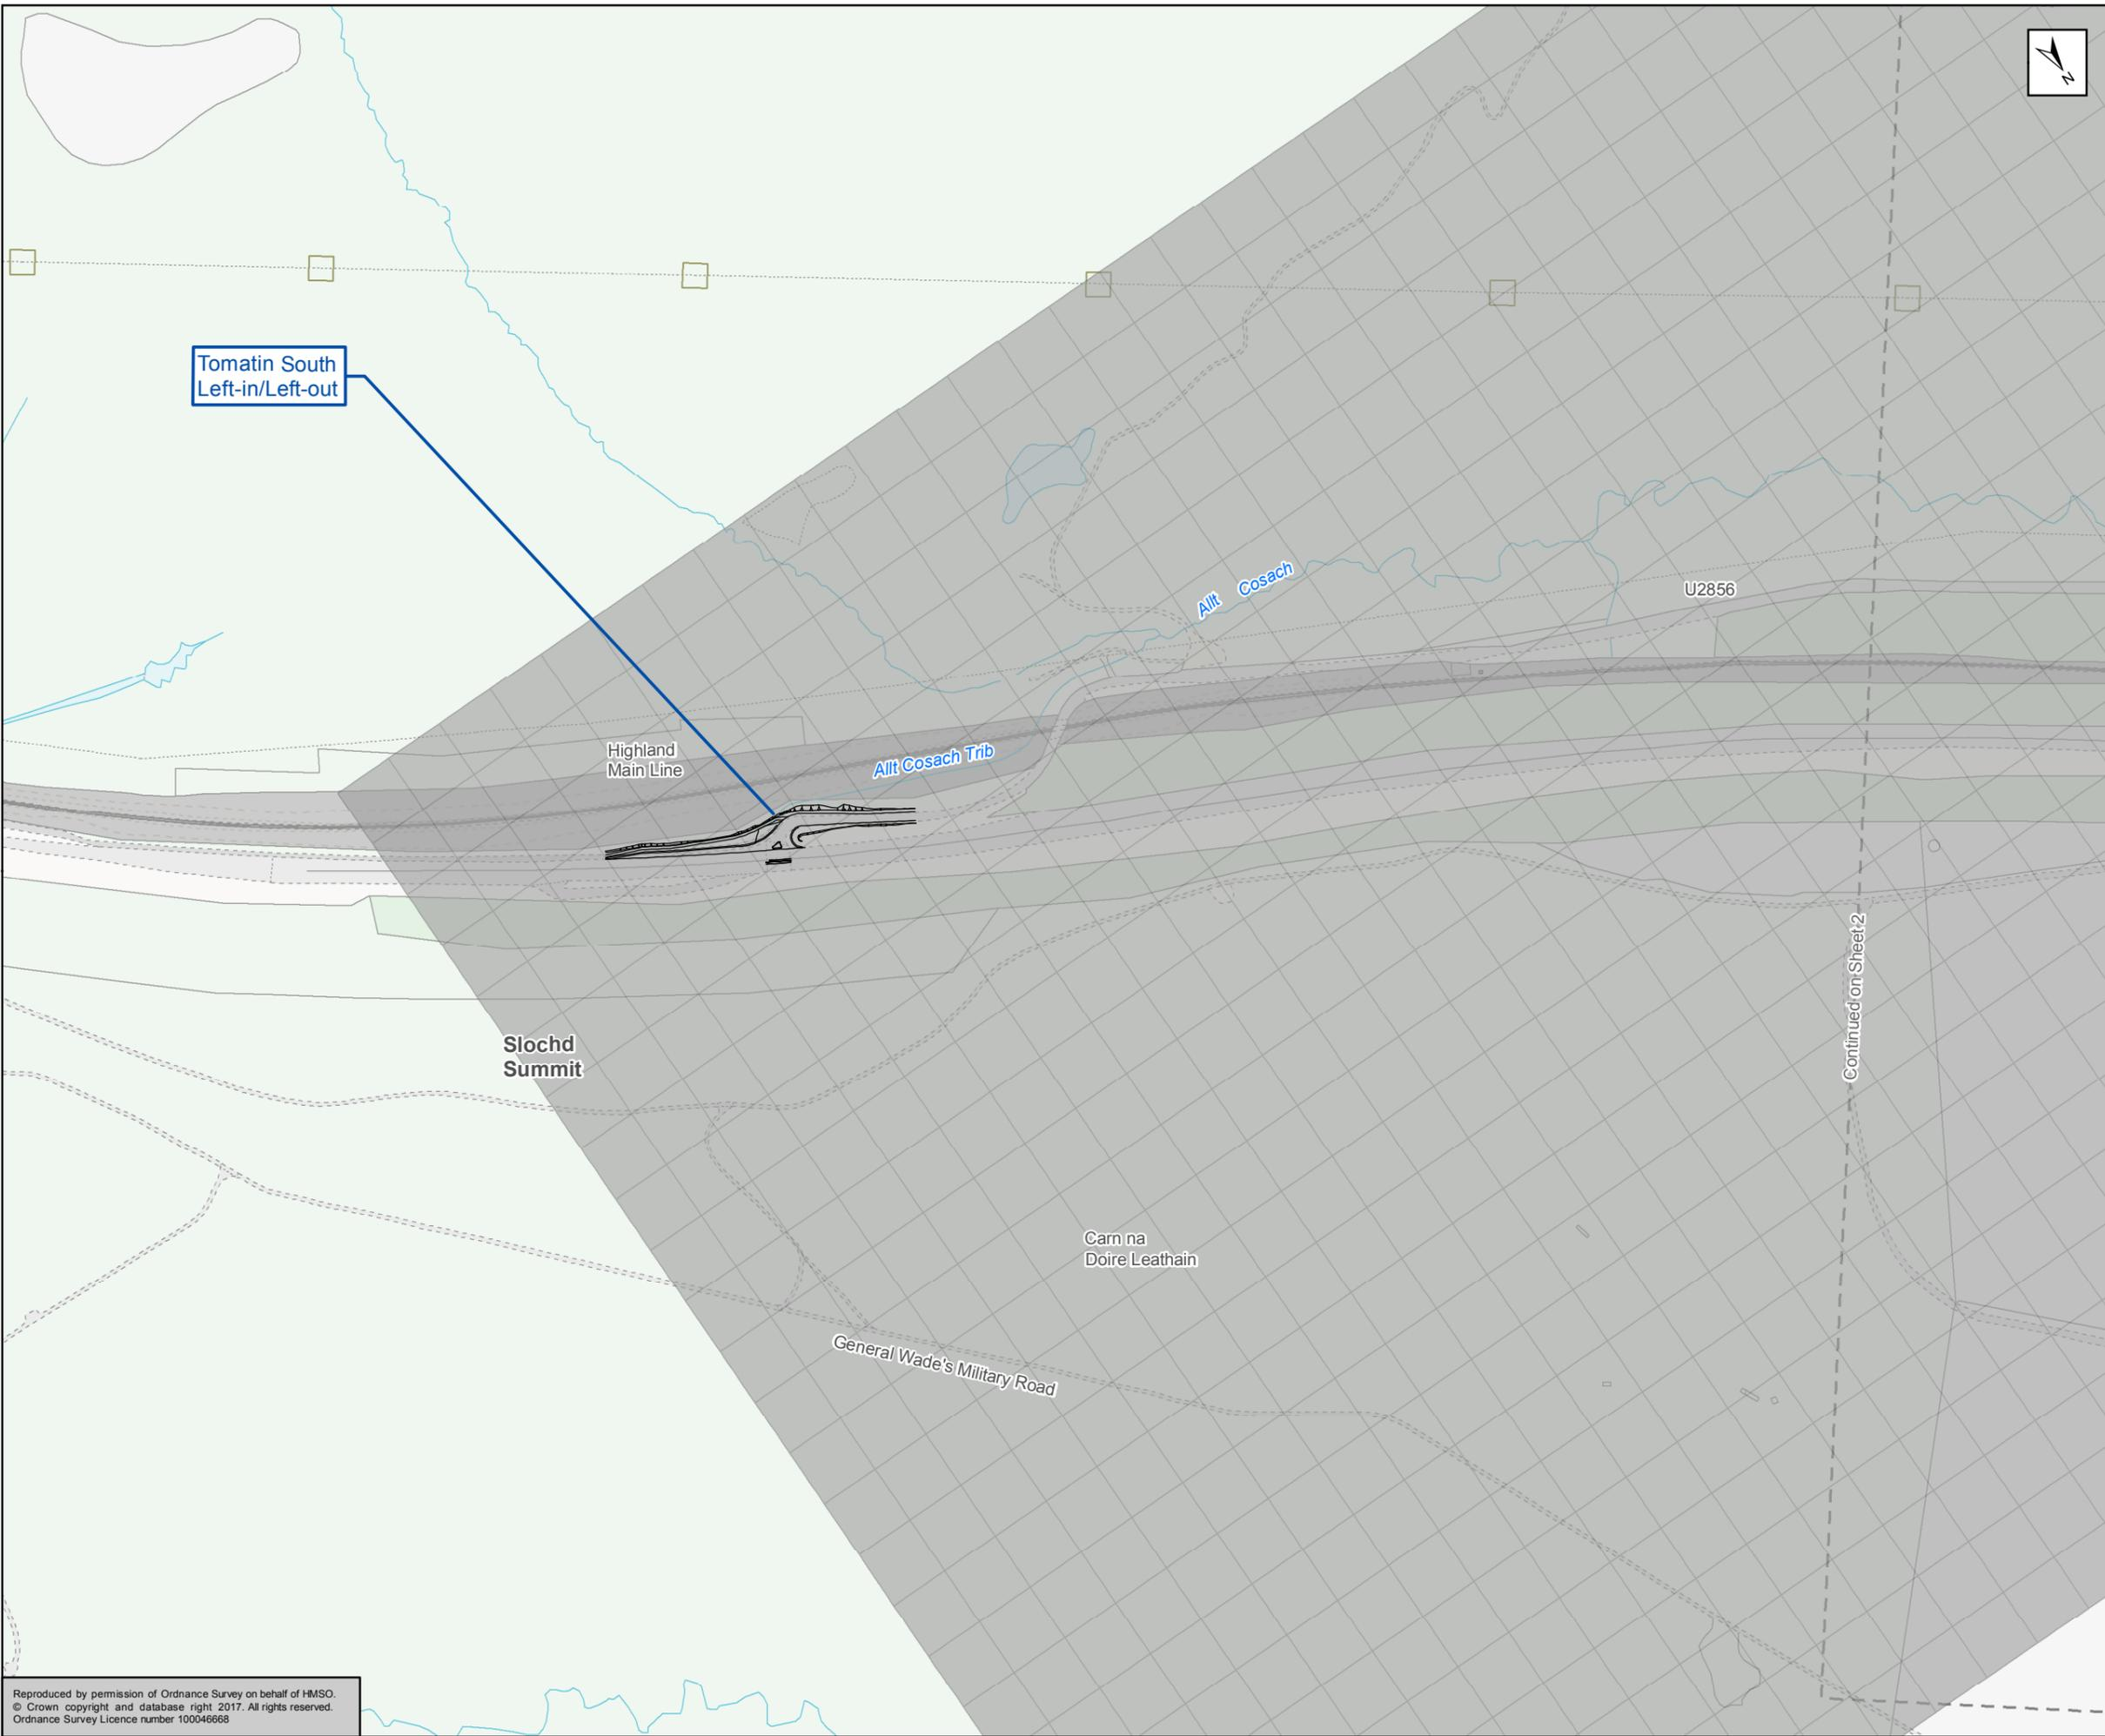 N
Tomatin South
Left-in/Left-out
Allt Cosach
U2856
Highland
Main Line
Allt Cosach Trib
Continued on Sheet 2
Slochd
Summit
Carn na
Doire Leathain
General Wade's Military Road
Reproduced by permission of Ordnance Survey on behalf of HMSO.
© Crown copyright and database right 2017. All rights reserved.
Ordnance Survey Licence number 100046668